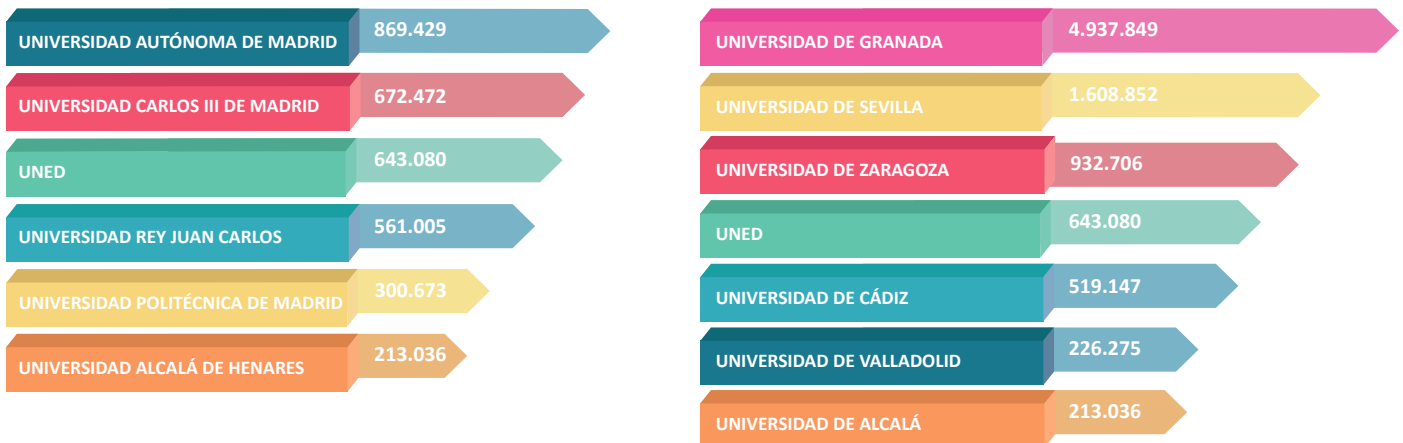 UNIVERSIDAD AUTÓNOMA DE MADRID 869.429
UNIVERSIDAD CARLOS III DE MADRID 672.472
UNED 643.080
UNIVERSIDAD REY JUAN CARLOS 561.005
UNIVERSIDAD POLITÉCNICA DE MADRID 300.673
UNIVERSIDAD ALCALÁ DE HENARES 213.036
UNIVERSIDAD DE GRANADA 4.937.849
UNIVERSIDAD DE SEVILLA 1.608.852
UNIVERSIDAD DE ZARAGOZA 932.706
UNED 643.080
UNIVERSIDAD DE CÁDIZ 519.147
UNIVERSIDAD DE VALLADOLID 226.275
UNIVERSIDAD DE ALCALÁ 213.036